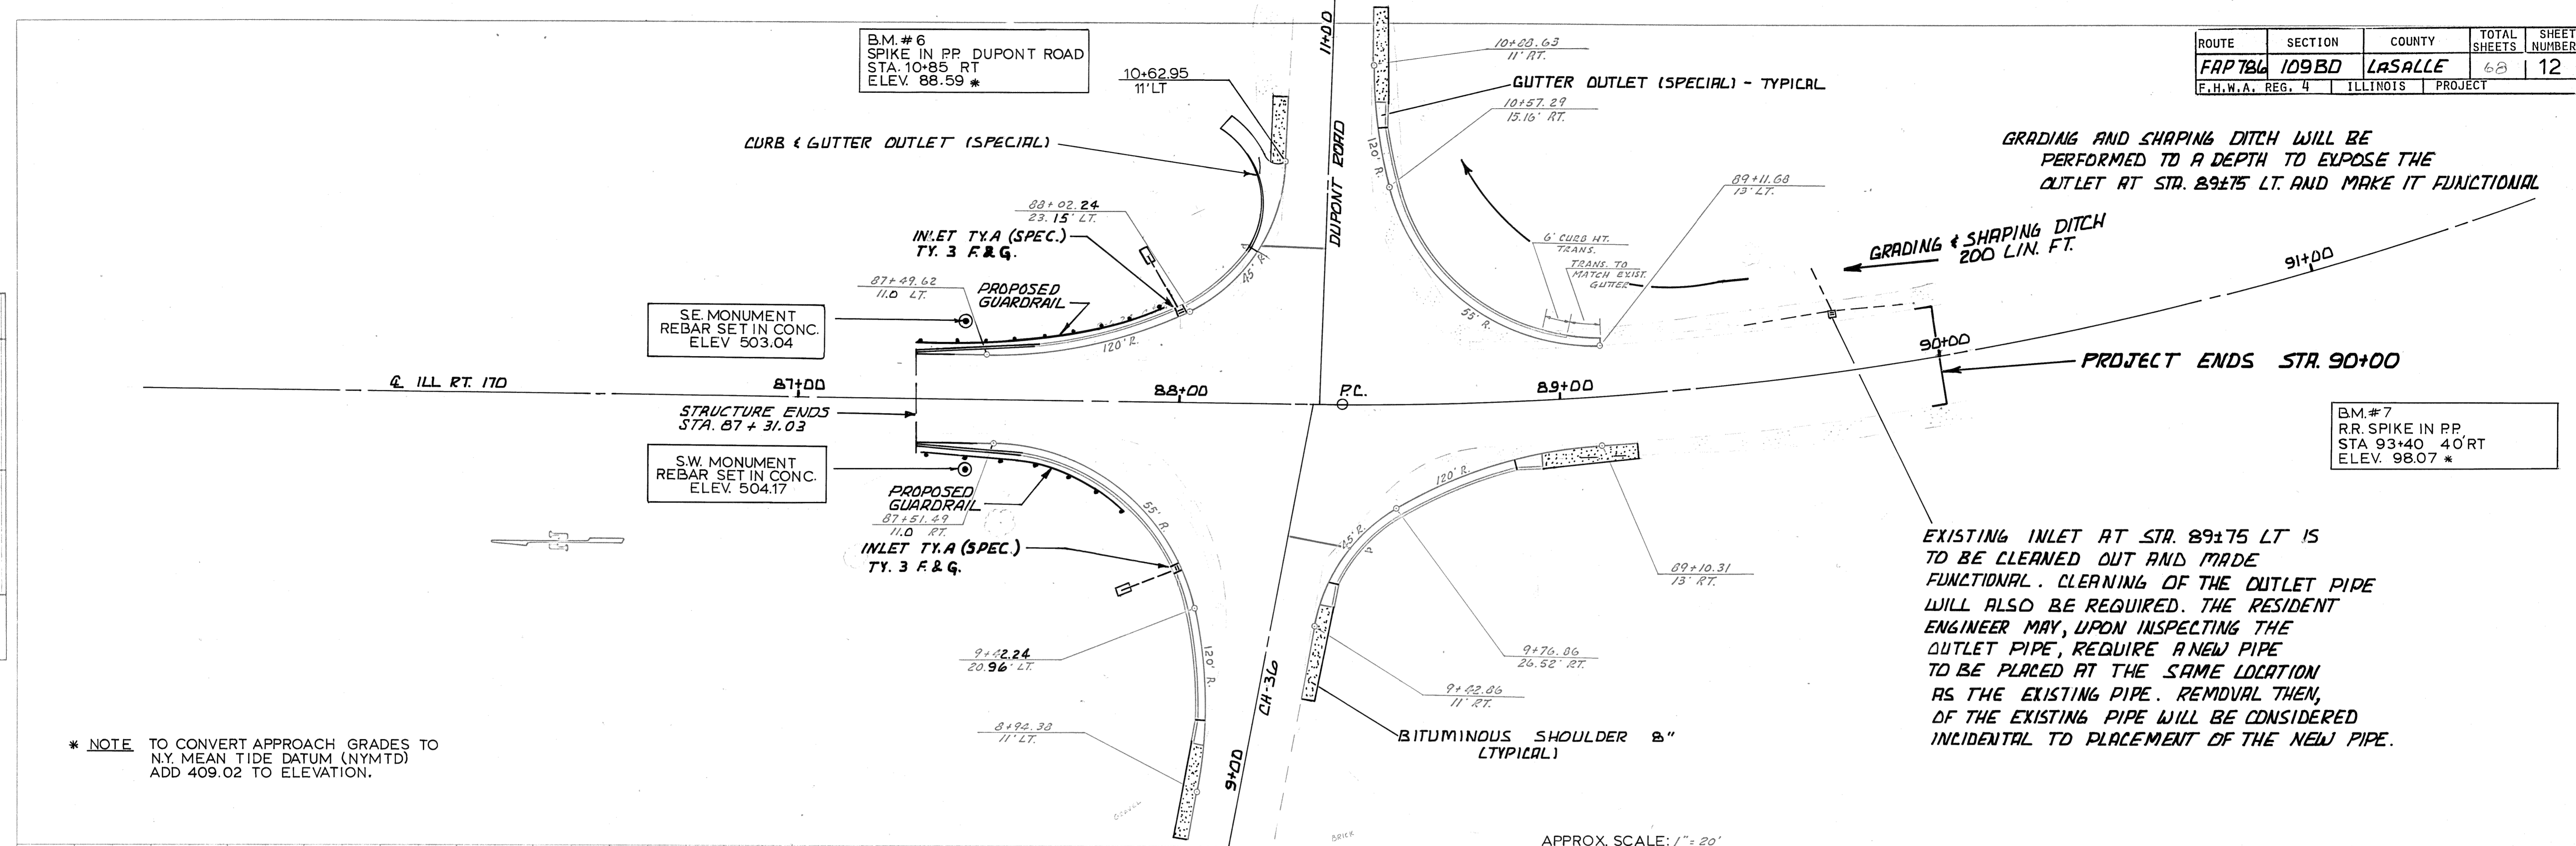 B.M. # 6
SPIKE IN P.P. DUPONT ROAD
STA. 10+85 RT
ELEV. 88.59 *
10+62.95
11' LT
CURB & GUTTER OUTLET (SPECIAL)
88+02.24
23.15' LT.
INLET TY. A (SPEC.)
TY. 3 F. & G.
87+49.62
11.0 LT.
PROPOSED
GUARDRAIL
S.E. MONUMENT
REBAR SET IN CONC.
ELEV 503.04
120' R.
45' R.
11+00
DUPONT ROAD
10+88.63
11' RT.
GUTTER OUTLET (SPECIAL) - TYPICAL
10+57.29
15.16' RT.
120' R.
89+11.68
13' LT.
6' CURB HT.
TRANS.
TRANS. TO
MATCH EXIST.
GUTTER
55' R.
ROUTE SECTION COUNTY TOTAL SHEETS SHEET NUMBER
FAP 786 109BD LASALLE 68 12
F.H.W.A. REG. 4 ILLINOIS PROJECT
GRADING AND SHAPING DITCH WILL BE
PERFORMED TO A DEPTH TO EXPOSE THE
OUTLET AT STA. 89±75 LT. AND MAKE IT FUNCTIONAL
GRADING & SHAPING DITCH
200 LIN. FT.
91+00
90+00
PROJECT ENDS STA. 90+00
℄ ILL RT. 170
87+00
88+00
P.C.
89+00
STRUCTURE ENDS
STA. 87 + 31.03
S.W. MONUMENT
REBAR SET IN CONC.
ELEV. 504.17
PROPOSED
GUARDRAIL
87+51.49
11.0 RT.
INLET TY. A (SPEC.)
TY. 3 F. & G.
55' R.
120' R.
9+42.24
20.96' LT.
8+94.38
11' LT.
9+00
CH-36
45' R.
120' R.
89+10.31
13' RT.
9+76.86
26.52' RT.
9+42.86
11' RT.
BITUMINOUS SHOULDER 8"
(TYPICAL)
B.M. #7
R.R. SPIKE IN P.P.
STA 93+40 40'RT
ELEV. 98.07 *
EXISTING INLET AT STA. 89±75 LT IS
TO BE CLEANED OUT AND MADE
FUNCTIONAL. CLEANING OF THE OUTLET PIPE
WILL ALSO BE REQUIRED. THE RESIDENT
ENGINEER MAY, UPON INSPECTING THE
OUTLET PIPE, REQUIRE A NEW PIPE
TO BE PLACED AT THE SAME LOCATION
AS THE EXISTING PIPE. REMOVAL THEN,
OF THE EXISTING PIPE WILL BE CONSIDERED
INCIDENTAL TO PLACEMENT OF THE NEW PIPE.
* NOTE TO CONVERT APPROACH GRADES TO
N.Y. MEAN TIDE DATUM (NYMTD)
ADD 409.02 TO ELEVATION.
BRICK
APPROX. SCALE: 1" = 20'